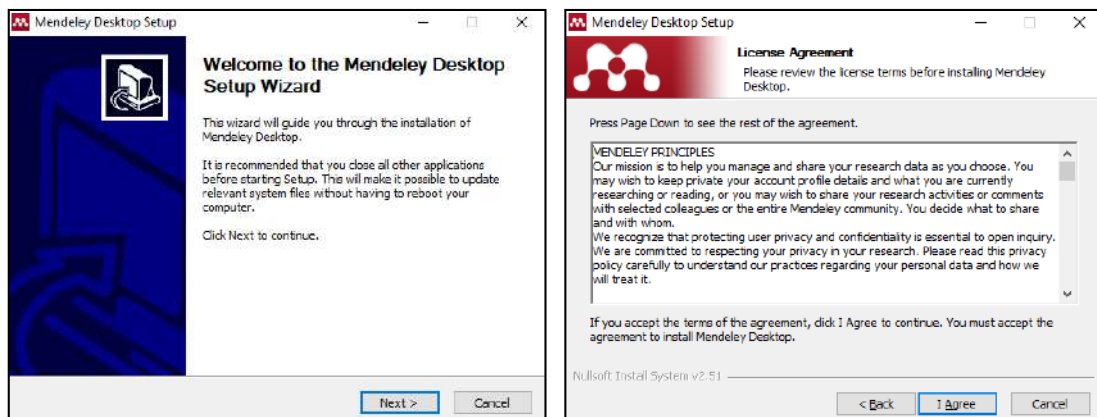 Mendeley Desktop Setup
Welcome to the Mendeley Desktop
Setup Wizard
This wizard will guide you through the installation of
Mendeley Desktop.
It is recommended that you close all other applications
before starting Setup. This will make it possible to update
relevant system files without having to reboot your
computer.
Click Next to continue.
Next >
Cancel
Mendeley Desktop Setup
License Agreement
Please review the license terms before installing Mendeley
Desktop.
Press Page Down to see the rest of the agreement.
MENDELEY PRINCIPLES
Our mission is to help you manage and share your research data as you choose. You
may wish to keep private your account profile details and what you are currently
researching or reading, or you may wish to share your research activities or comments
with selected colleagues or the entire Mendeley community. You decide what to share
and with whom.
We recognize that protecting user privacy and confidentiality is essential to open inquiry.
We are committed to respecting your privacy in your research. Please read this privacy
policy carefully to understand our practices regarding your personal data and how we
will treat it.
If you accept the terms of the agreement, click I Agree to continue. You must accept the
agreement to install Mendeley Desktop.
Nullsoft Install System v2.51
< Back
I Agree
Cancel